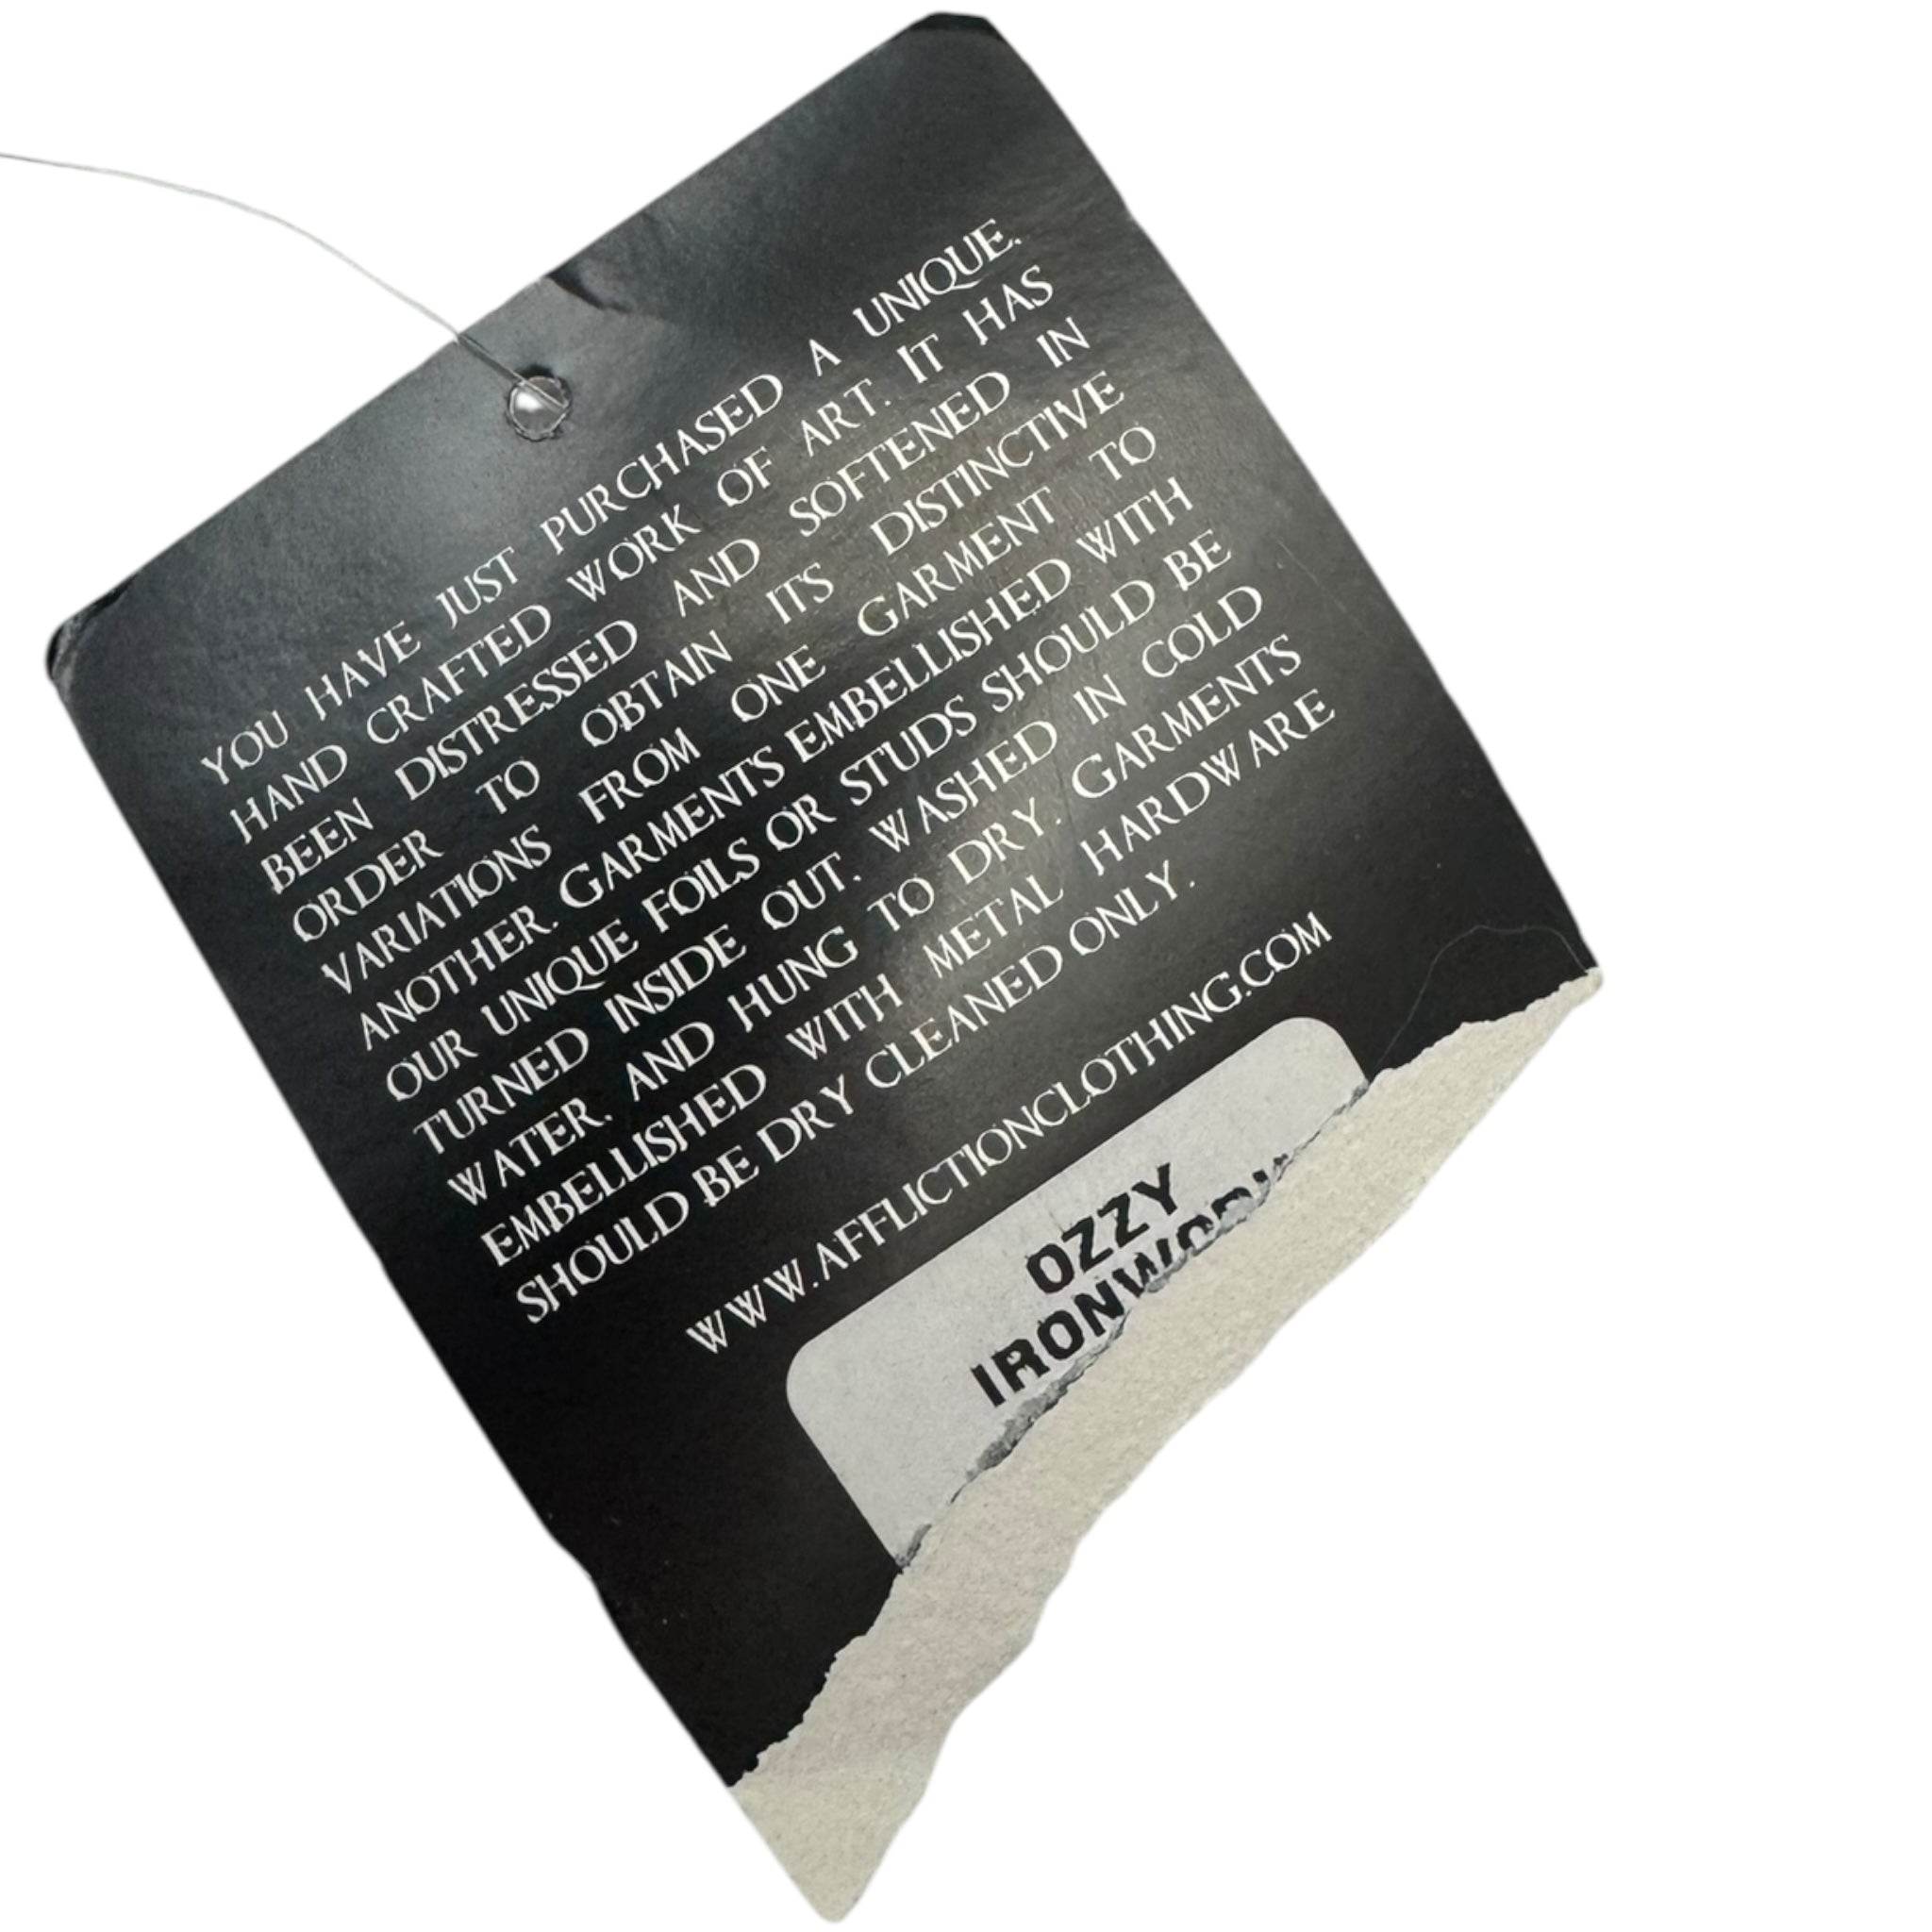 YOU HAVE JUST PURCHASED A UNIQUE,
HAND CRAFTED WORK OF ART. IT HAS
BEEN DISTRESSED AND SOFTENED IN
ORDER TO OBTAIN ITS DISTINCTIVE
VARIATIONS FROM ONE GARMENT TO
ANOTHER. GARMENTS EMBELLISHED WITH
OUR UNIQUE FOILS OR STUDS SHOULD BE
TURNED INSIDE OUT, WASHED IN COLD
WATER, AND HUNG TO DRY. GARMENTS
EMBELLISHED WITH METAL HARDWARE
SHOULD BE DRY CLEANED ONLY.
WWW.AFFLICTIONCLOTHING.COM
OZZY